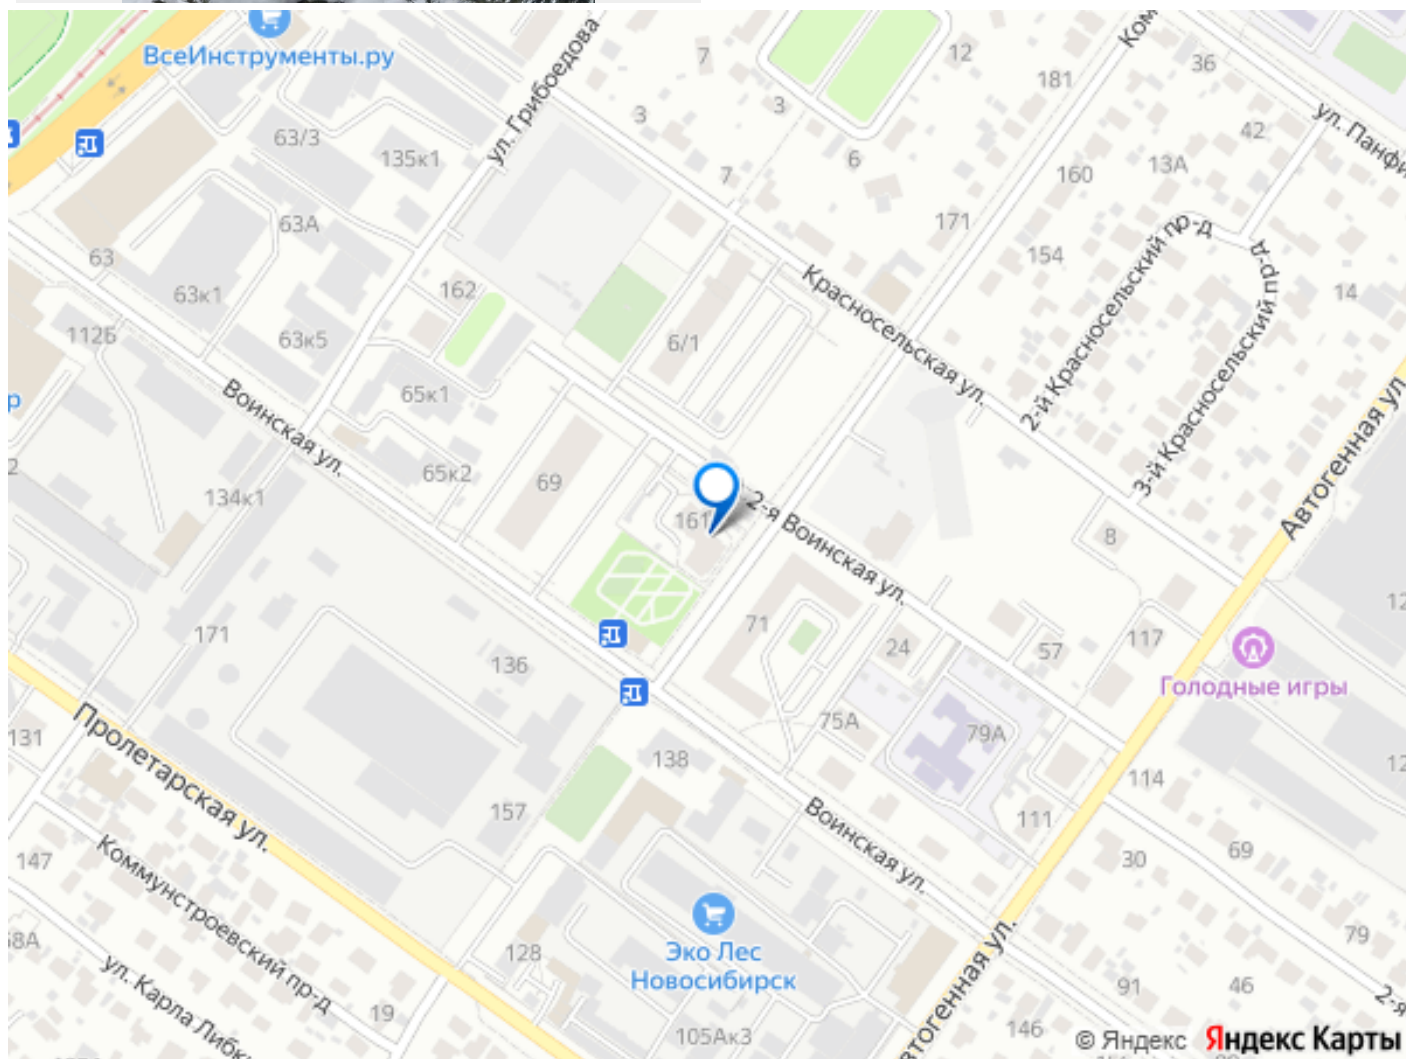 ВсеИнструменты.ру
ул. Грибоедова
7
12
181
36
3
3
63/3
135к1
6
7
160
13А
42
ул. Панфи
63А
171
63
154
2-й Красносельский пр-д
3-й Красносельский пр-д
63к1
162
14
Красносельская ул.
112Б
63к5
6/1
65к1
Автогенная ул.
Воинская ул.
65к2
69
134к1
161
2-я Воинская ул.
8
171
136
71
24
57
117
Голодные игры
75А
79А
131
Пролетарская ул.
138
114
157
111
Воинская ул.
30
69
147
Коммунстроевский пр-д
Эко Лес
Новосибирск
128
79
ул. Карла Либк
19
91
46
105Ак3
146
Автогенная ул.
© Яндекс Яндекс Карты